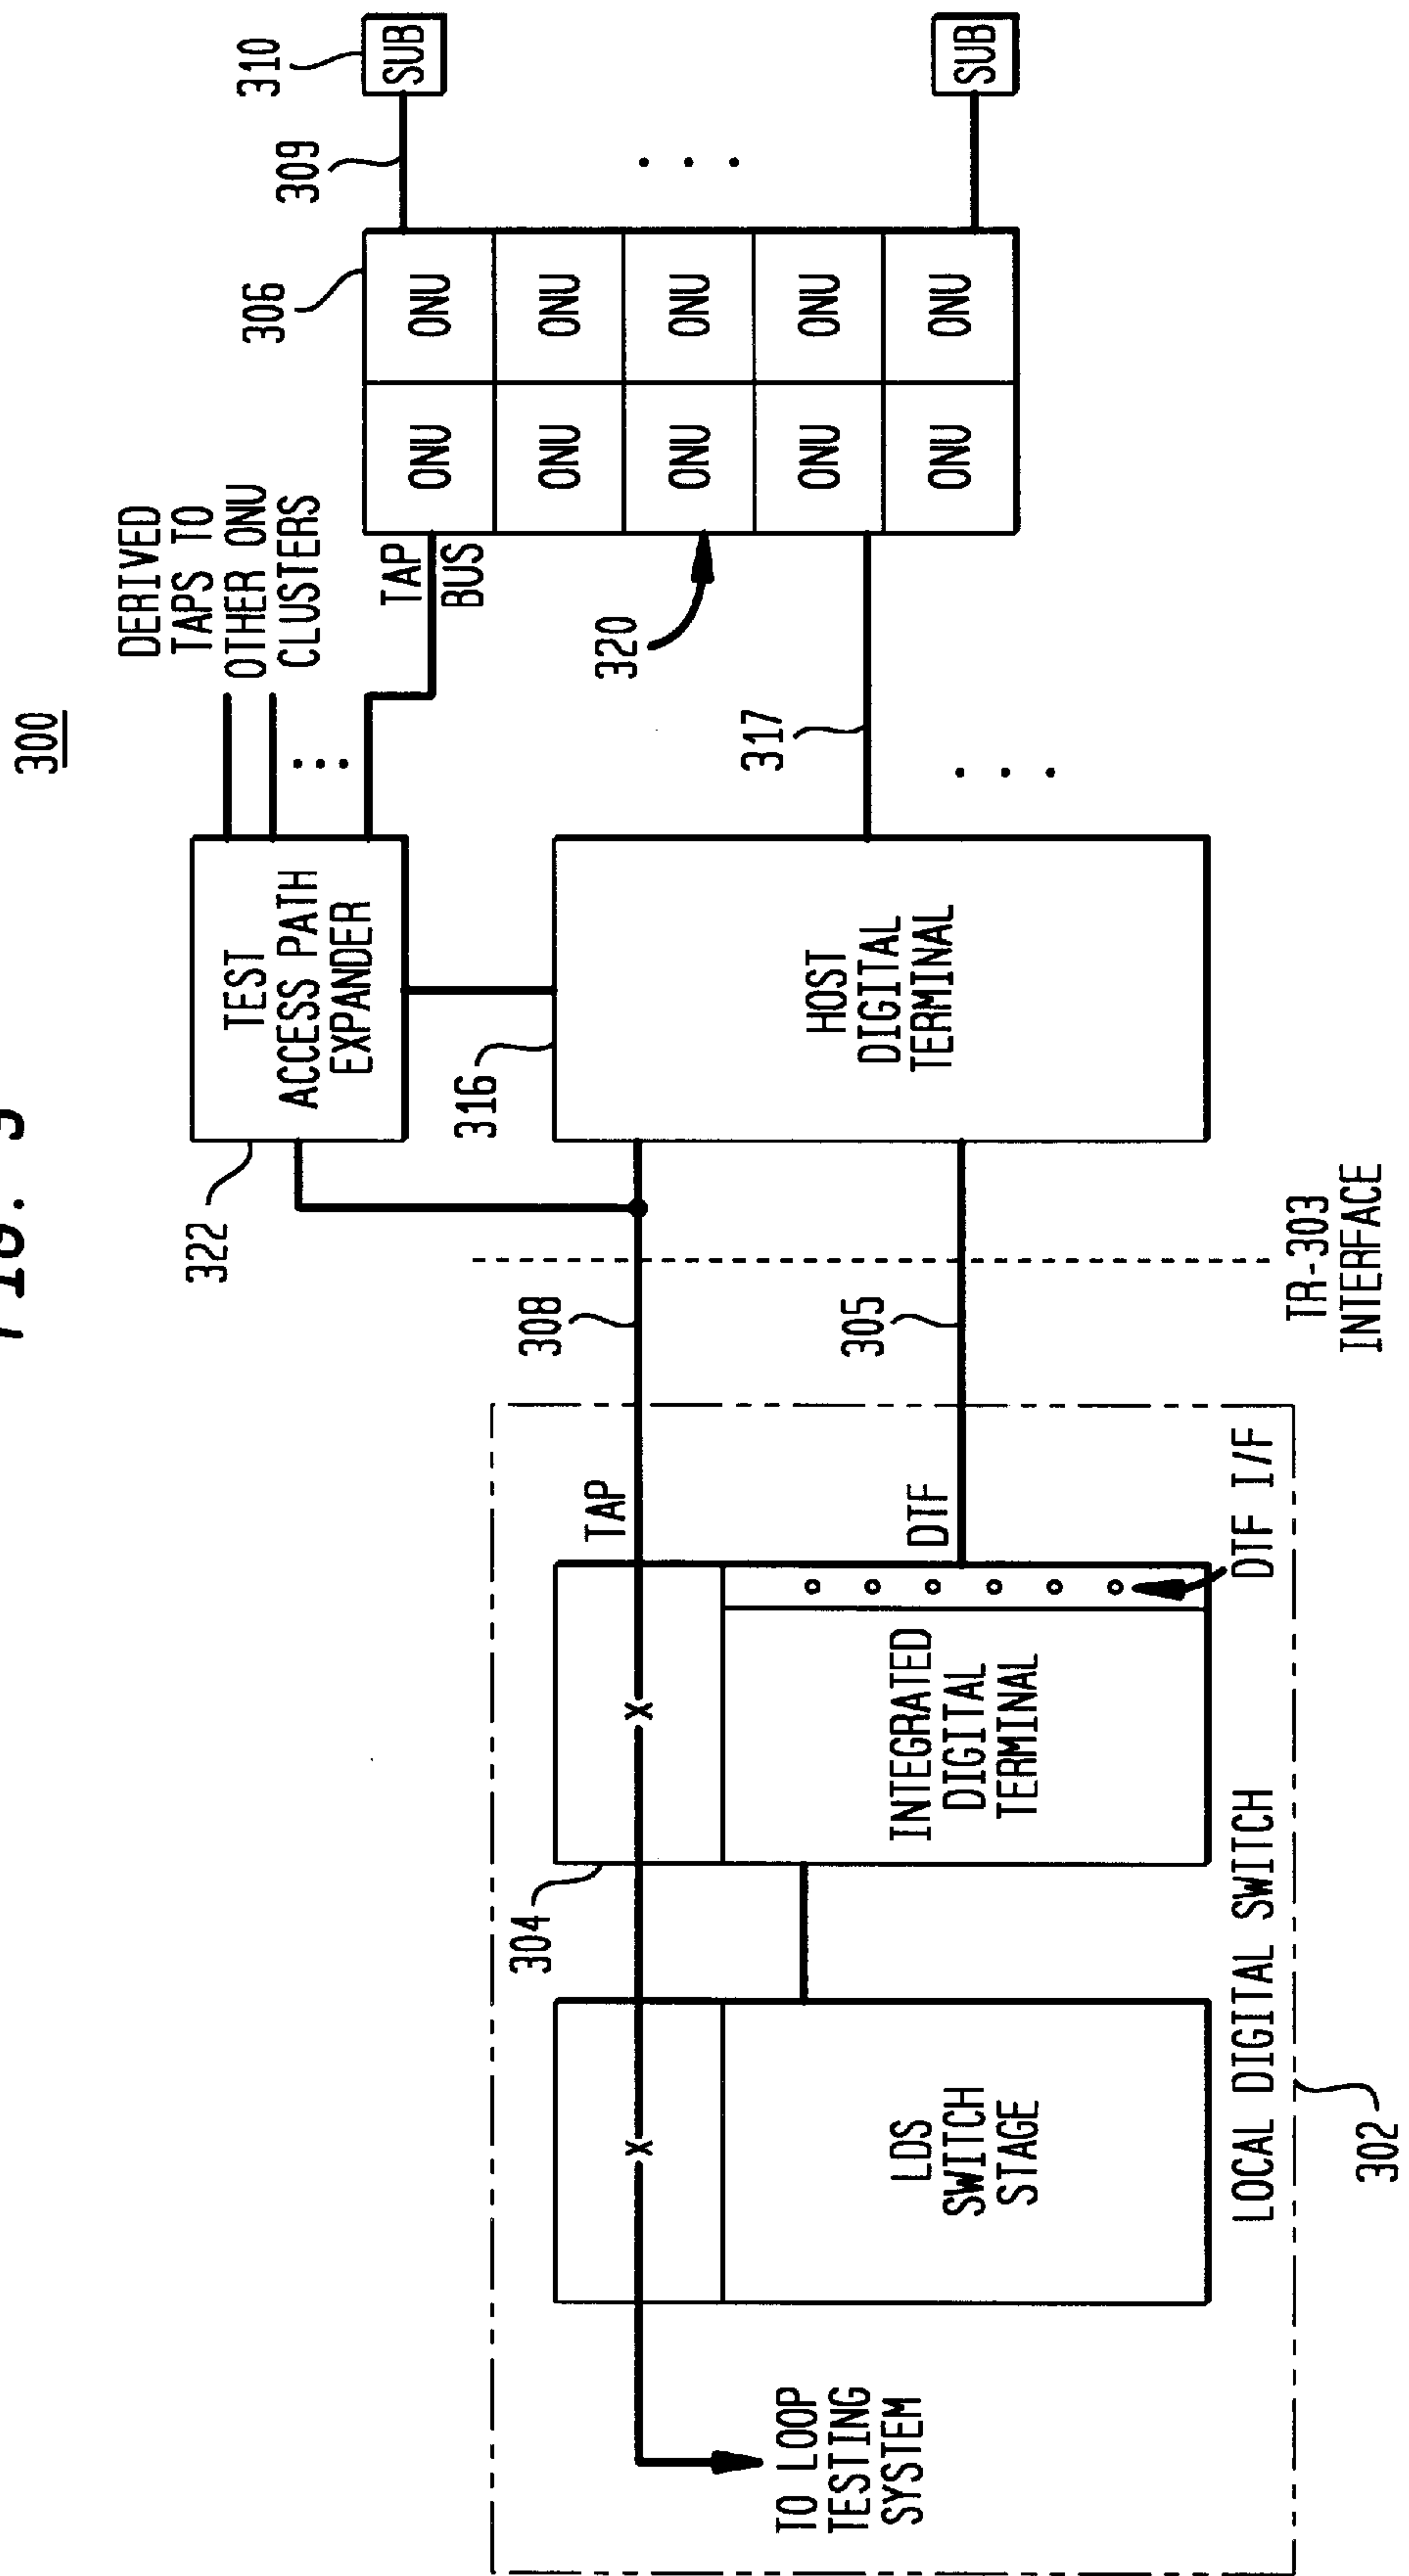 FIG. 3
300
TO LOOP
TESTING
SYSTEM
X
LDS
SWITCH
STAGE
LOCAL DIGITAL SWITCH
302
304
X
INTEGRATED
DIGITAL
TERMINAL
TAP
DTF
DTF I/F
308
305
TR-303
INTERFACE
322
TEST
ACCESS PATH
EXPANDER
316
HOST
DIGITAL
TERMINAL
DERIVED
TAPS TO
OTHER ONU
CLUSTERS
TAP
BUS
320
317
306
ONU ONU
ONU ONU
ONU ONU
ONU ONU
ONU ONU
309
310
SUB
SUB